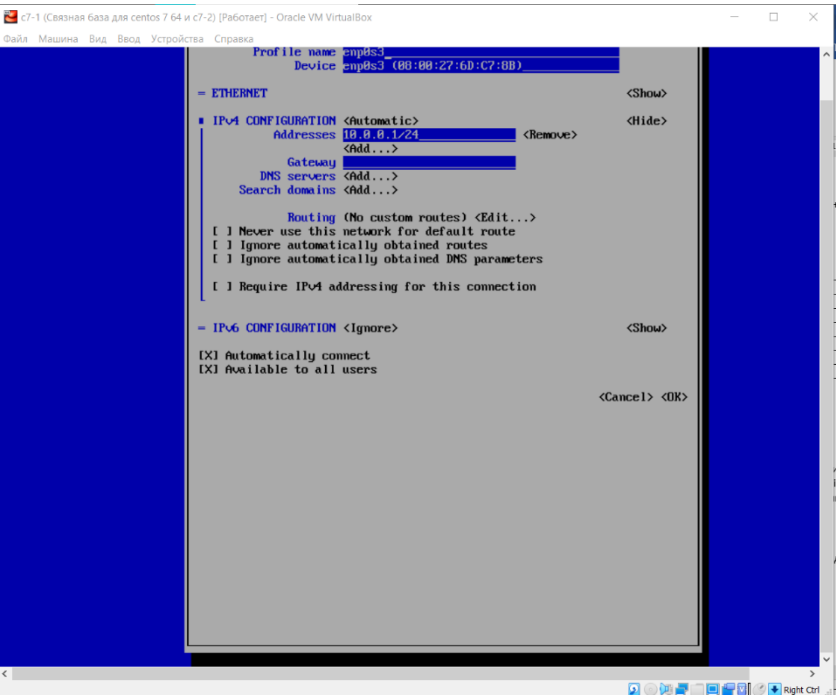 c7-1 (Связная база для centos 7 64 и c7-2) [Работает] - Oracle VM VirtualBox
Файл Машина Вид Ввод Устройства Справка
Profile name enp0s3
Device enp0s3 (08:00:27:6D:C7:8B)
= ETHERNET <Show>
IPv4 CONFIGURATION <Automatic> <Hide>
Addresses 10.0.0.1/24 <Remove>
<Add...>
Gateway
DNS servers <Add...>
Search domains <Add...>
Routing (No custom routes) <Edit...>
[ ] Never use this network for default route
[ ] Ignore automatically obtained routes
[ ] Ignore automatically obtained DNS parameters
[ ] Require IPv4 addressing for this connection
= IPv6 CONFIGURATION <Ignore> <Show>
[X] Automatically connect
[X] Available to all users
<Cancel> <OK>
Right Ctrl